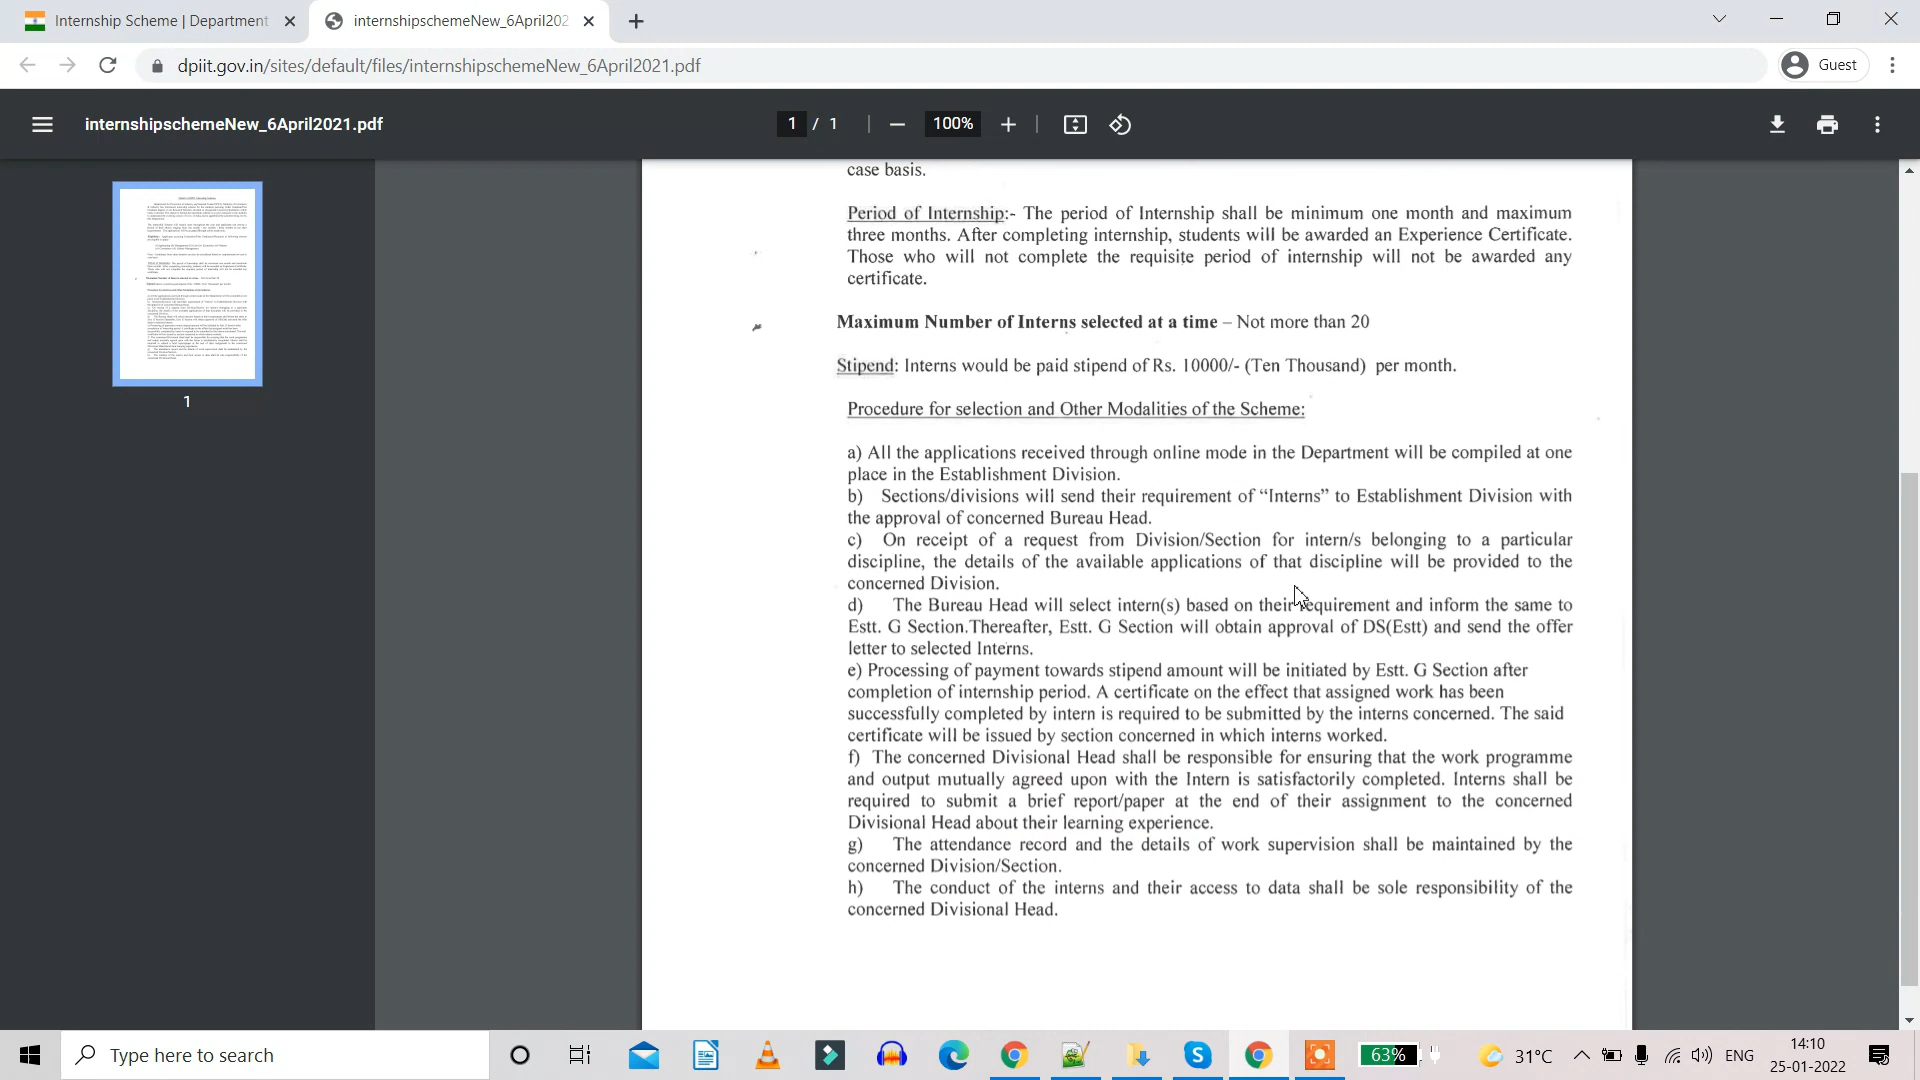 Internship Scheme | Department
internshipschemeNew_6April202
dpiit.gov.in/sites/default/files/internshipschemeNew_6April2021.pdf
Guest
internshipschemeNew_6April2021.pdf
1 / 1
100%
1
case basis.
Period of Internship:- The period of Internship shall be minimum one month and maximum
three months. After completing internship, students will be awarded an Experience Certificate.
Those who will not complete the requisite period of internship will not be awarded any
certificate.
Maximum Number of Interns selected at a time – Not more than 20
Stipend: Interns would be paid stipend of Rs. 10000/- (Ten Thousand) per month.
Procedure for selection and Other Modalities of the Scheme:
a) All the applications received through online mode in the Department will be compiled at one
place in the Establishment Division.
b) Sections/divisions will send their requirement of “Interns” to Establishment Division with
the approval of concerned Bureau Head.
c) On receipt of a request from Division/Section for intern/s belonging to a particular
discipline, the details of the available applications of that discipline will be provided to the
concerned Division.
d) The Bureau Head will select intern(s) based on their requirement and inform the same to
Estt. G Section.Thereafter, Estt. G Section will obtain approval of DS(Estt) and send the offer
letter to selected Interns.
e) Processing of payment towards stipend amount will be initiated by Estt. G Section after
completion of internship period. A certificate on the effect that assigned work has been
successfully completed by intern is required to be submitted by the interns concerned. The said
certificate will be issued by section concerned in which interns worked.
f) The concerned Divisional Head shall be responsible for ensuring that the work programme
and output mutually agreed upon with the Intern is satisfactorily completed. Interns shall be
required to submit a brief report/paper at the end of their assignment to the concerned
Divisional Head about their learning experience.
g) The attendance record and the details of work supervision shall be maintained by the
concerned Division/Section.
h) The conduct of the interns and their access to data shall be sole responsibility of the
concerned Divisional Head.
Type here to search
63%
31°C
ENG
14:10
25-01-2022